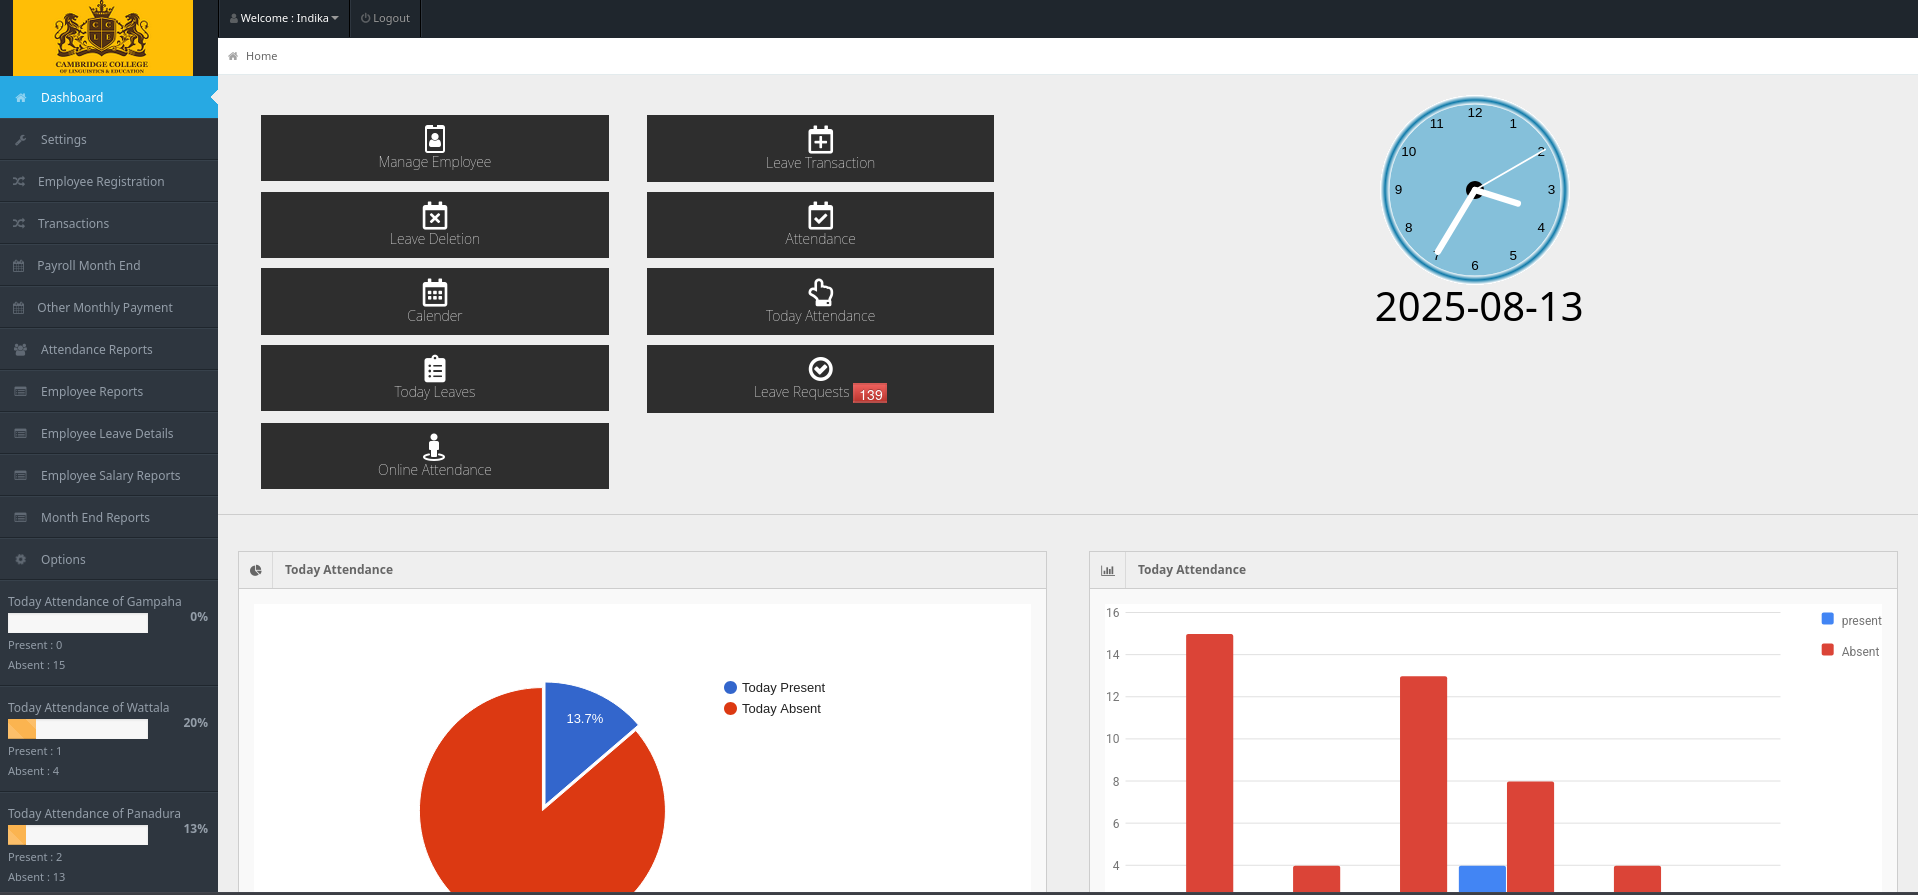 CAMBRIDGE COLLEGE
OF LINGUISTICS & EDUCATION
Welcome : Indika
Logout
Home
Dashboard
Settings
Employee Registration
Transactions
Payroll Month End
Other Monthly Payment
Attendance Reports
Employee Reports
Employee Leave Details
Employee Salary Reports
Month End Reports
Options
Today Attendance of Gampaha
0%
Present : 0
Absent : 15
Today Attendance of Wattala
20%
Present : 1
Absent : 4
Today Attendance of Panadura
13%
Present : 2
Absent : 13
Manage Employee
Leave Transaction
Leave Deletion
Attendance
Calender
Today Attendance
Today Leaves
Leave Requests 139
Online Attendance
12
1
2
3
4
5
6
7
8
9
10
11
2025-08-13
Today Attendance
13.7%
Today Present
Today Absent
Today Attendance
16
14
12
10
8
6
4
present
Absent